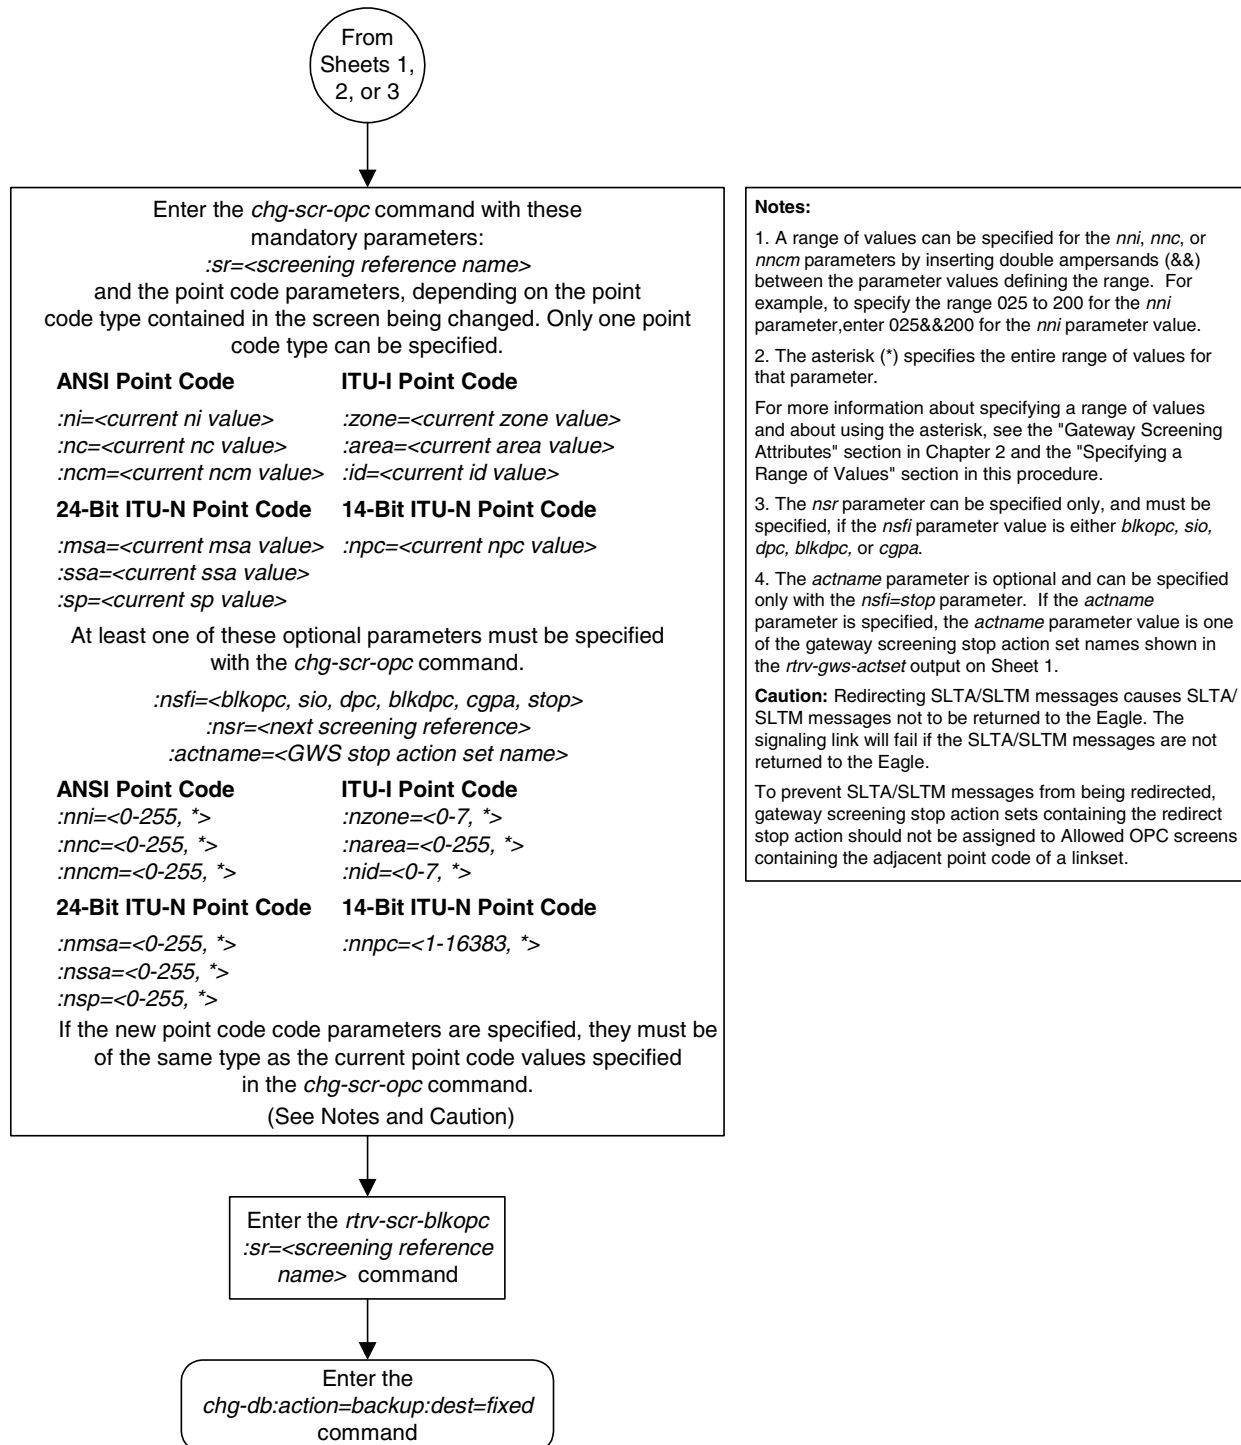 From
Sheets 1,
2, or 3
Enter the chg-scr-opc command with these
mandatory parameters:
:sr=<screening reference name>
and the point code parameters, depending on the point
code type contained in the screen being changed. Only one point
code type can be specified.
ANSI Point Code ITU-I Point Code
:ni=<current ni value> :zone=<current zone value>
:nc=<current nc value> :area=<current area value>
:ncm=<current ncm value> :id=<current id value>
24-Bit ITU-N Point Code 14-Bit ITU-N Point Code
:msa=<current msa value> :npc=<current npc value>
:ssa=<current ssa value>
:sp=<current sp value>
At least one of these optional parameters must be specified
with the chg-scr-opc command.
:nsfi=<blkopc, sio, dpc, blkdpc, cgpa, stop>
:nsr=<next screening reference>
:actname=<GWS stop action set name>
ANSI Point Code ITU-I Point Code
:nni=<0-255, *> :nzone=<0-7, *>
:nnc=<0-255, *> :narea=<0-255, *>
:nncm=<0-255, *> :nid=<0-7, *>
24-Bit ITU-N Point Code 14-Bit ITU-N Point Code
:nmsa=<0-255, *> :nnpc=<1-16383, *>
:nssa=<0-255, *>
:nsp=<0-255, *>
If the new point code code parameters are specified, they must be
of the same type as the current point code values specified
in the chg-scr-opc command.
(See Notes and Caution)
Notes:
1. A range of values can be specified for the nni, nnc, or
nncm parameters by inserting double ampersands (&&)
between the parameter values defining the range. For
example, to specify the range 025 to 200 for the nni
parameter,enter 025&&200 for the nni parameter value.
2. The asterisk (*) specifies the entire range of values for
that parameter.
For more information about specifying a range of values
and about using the asterisk, see the "Gateway Screening
Attributes" section in Chapter 2 and the "Specifying a
Range of Values" section in this procedure.
3. The nsr parameter can be specified only, and must be
specified, if the nsfi parameter value is either blkopc, sio,
dpc, blkdpc, or cgpa.
4. The actname parameter is optional and can be specified
only with the nsfi=stop parameter. If the actname
parameter is specified, the actname parameter value is one
of the gateway screening stop action set names shown in
the rtrv-gws-actset output on Sheet 1.
Caution: Redirecting SLTA/SLTM messages causes SLTA/
SLTM messages not to be returned to the Eagle. The
signaling link will fail if the SLTA/SLTM messages are not
returned to the Eagle.
To prevent SLTA/SLTM messages from being redirected,
gateway screening stop action sets containing the redirect
stop action should not be assigned to Allowed OPC screens
containing the adjacent point code of a linkset.
Enter the rtrv-scr-blkopc
:sr=<screening reference
name> command
Enter the
chg-db:action=backup:dest=fixed
command